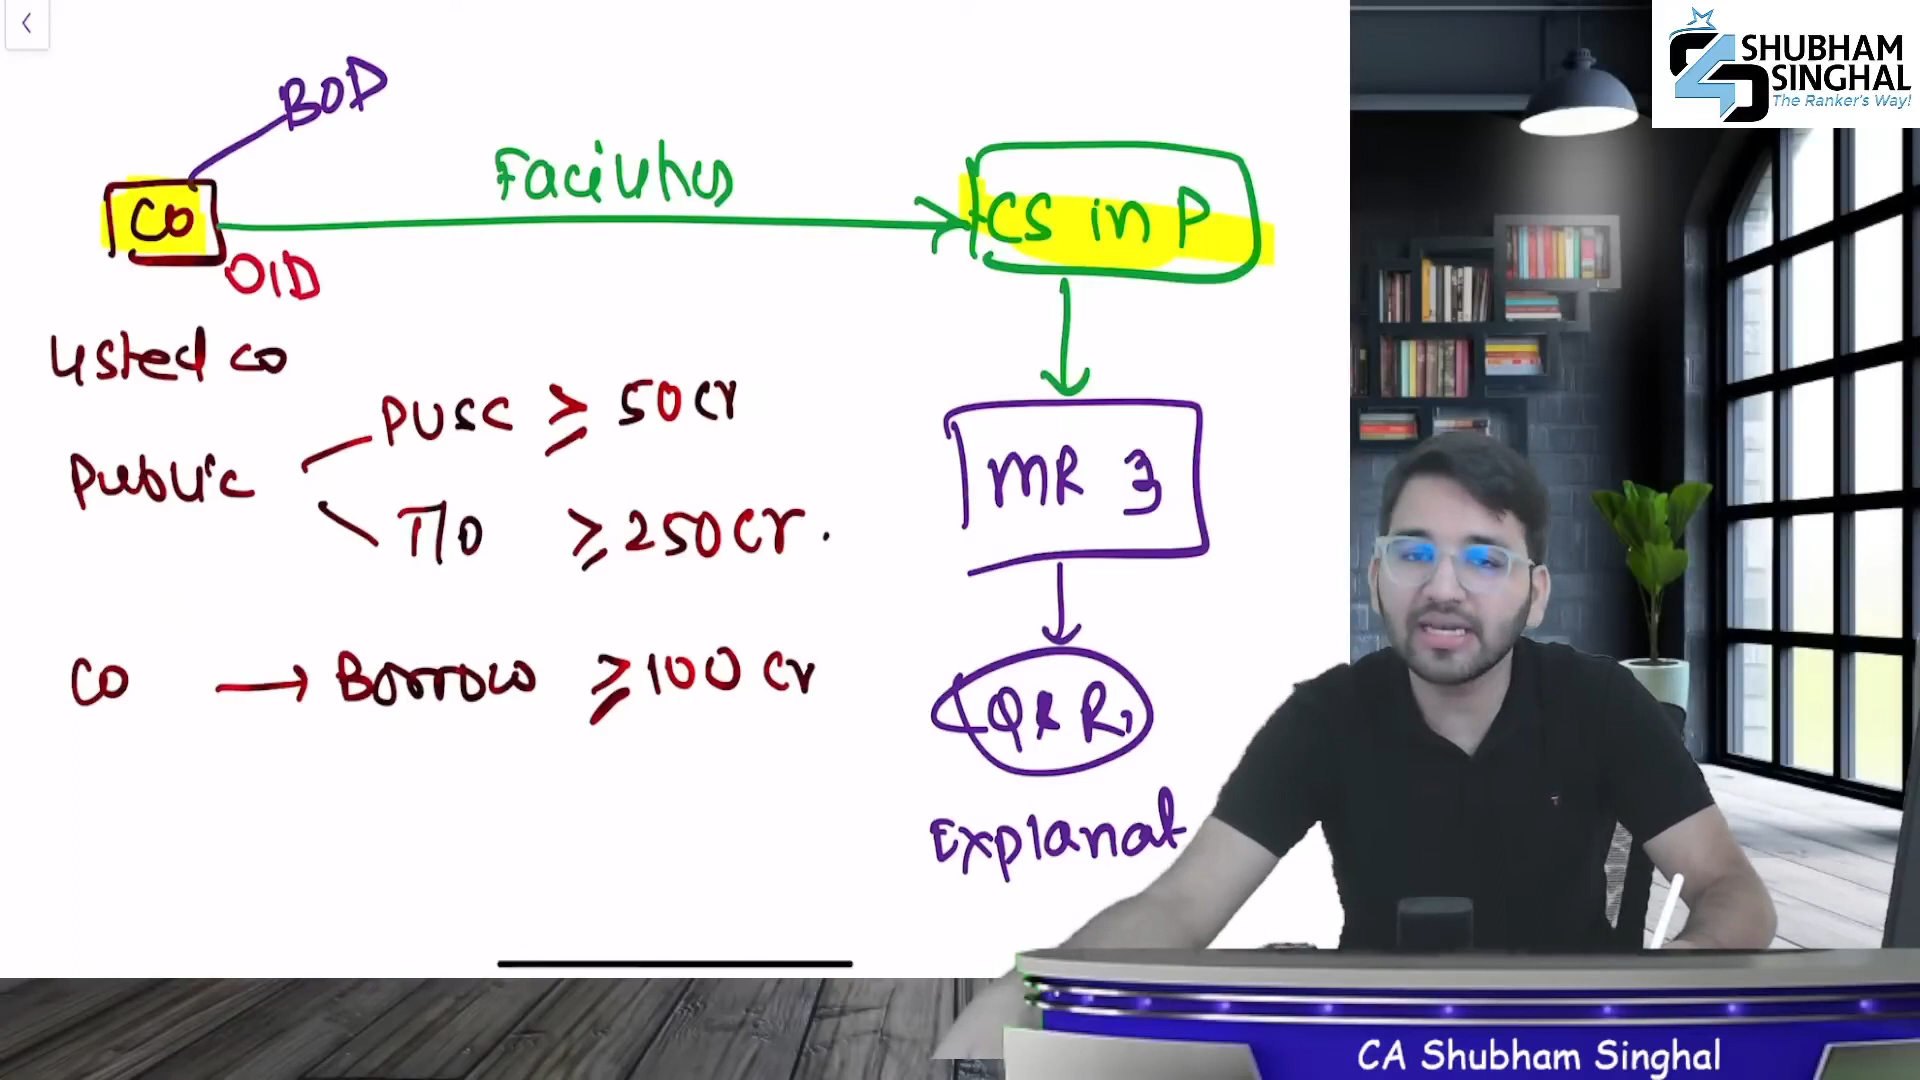 SHUBHAM
SINGHAL
The Ranker's Way!
BOD
Facilities
CO
CS in P
OID
Listed co
PUSC ≥ 50 Cr
Public
T/O ≥ 250 Cr.
MR 3
CO → Borrow ≥ 100 Cr
Q & R,
Explanat
CA Shubham Singhal